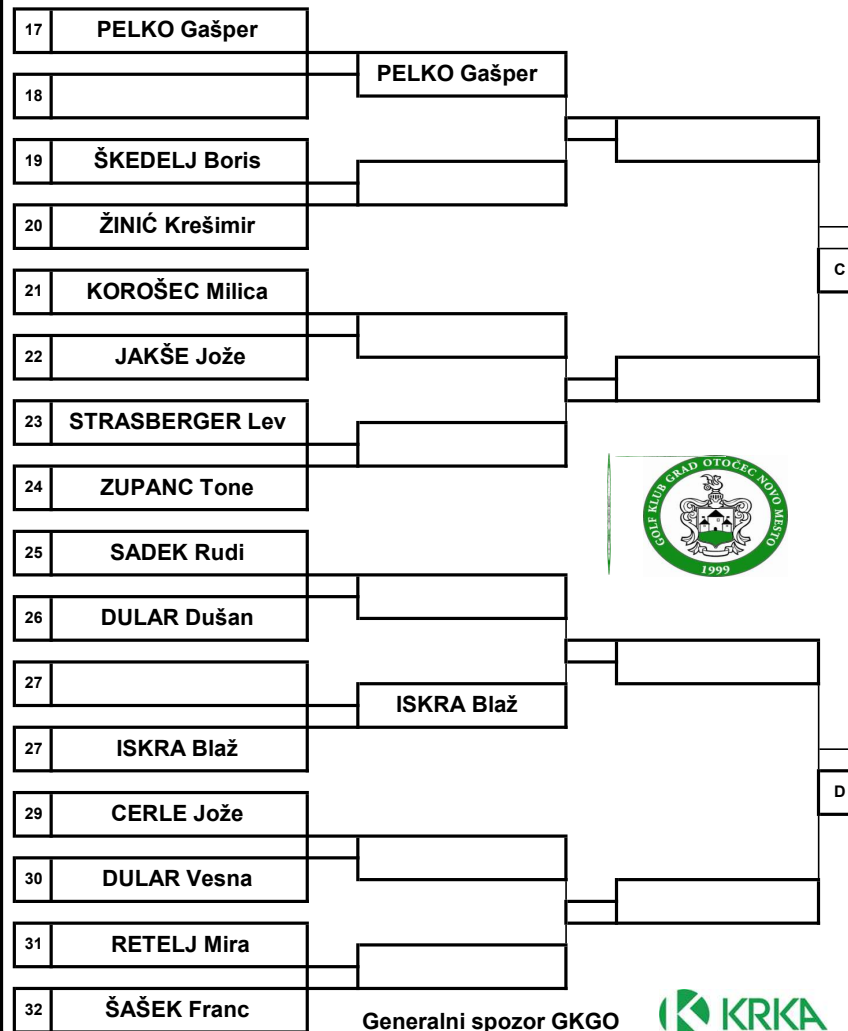 17 PELKO Gašper
PELKO Gašper
18
19 ŠKEDELJ Boris
20 ŽINIĆ Krešimir
C
21 KOROŠEC Milica
22 JAKŠE Jože
23 STRASBERGER Lev
24 ZUPANC Tone
GOLF KLUB GRAD OTOČEC NOVO MESTO
1999
25 SADEK Rudi
26 DULAR Dušan
27
ISKRA Blaž
27 ISKRA Blaž
D
29 CERLE Jože
30 DULAR Vesna
31 RETELJ Mira
32 ŠAŠEK Franc
Generalni spozor GKGO
KRKA